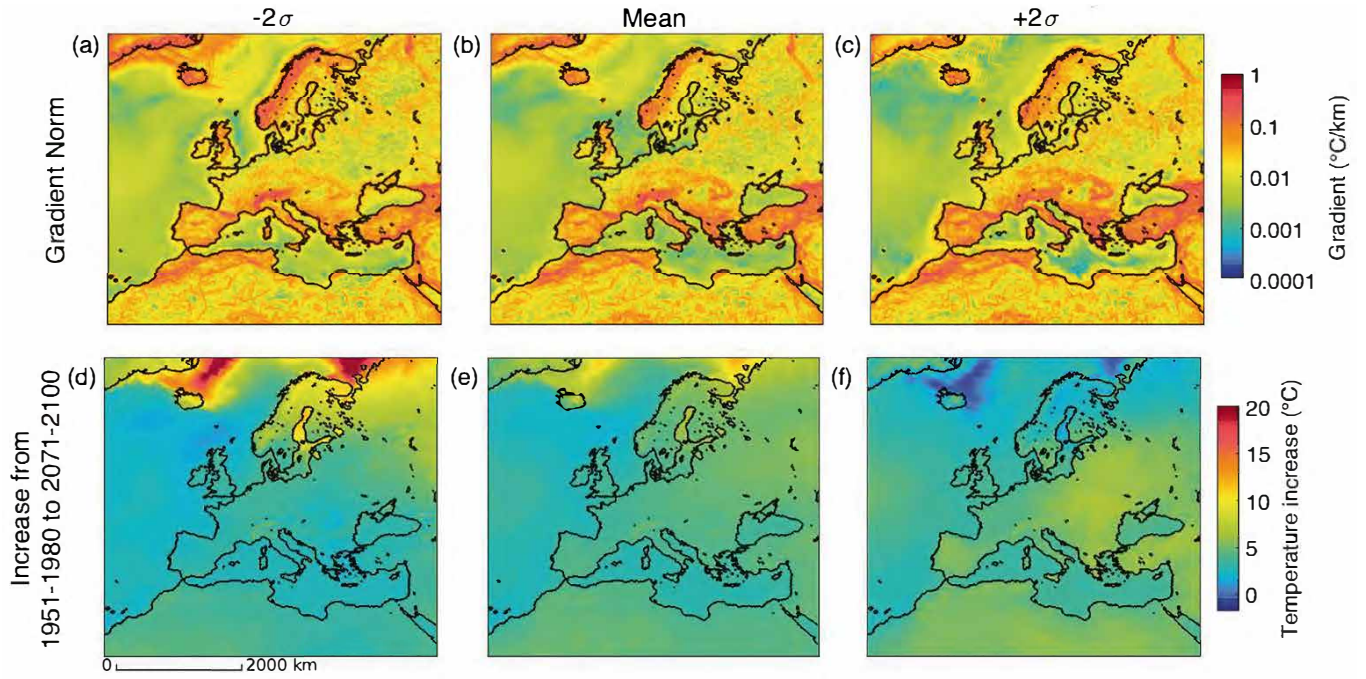 -2σ Mean +2σ
(a) (b) (c)
Gradient Norm
1
0.1
0.01
0.001
0.0001
Gradient (°C/km)
(d) (e) (f)
Increase from
1951-1980 to 2071-2100
20
15
10
5
0
Temperature increase (°C)
0 2000 km